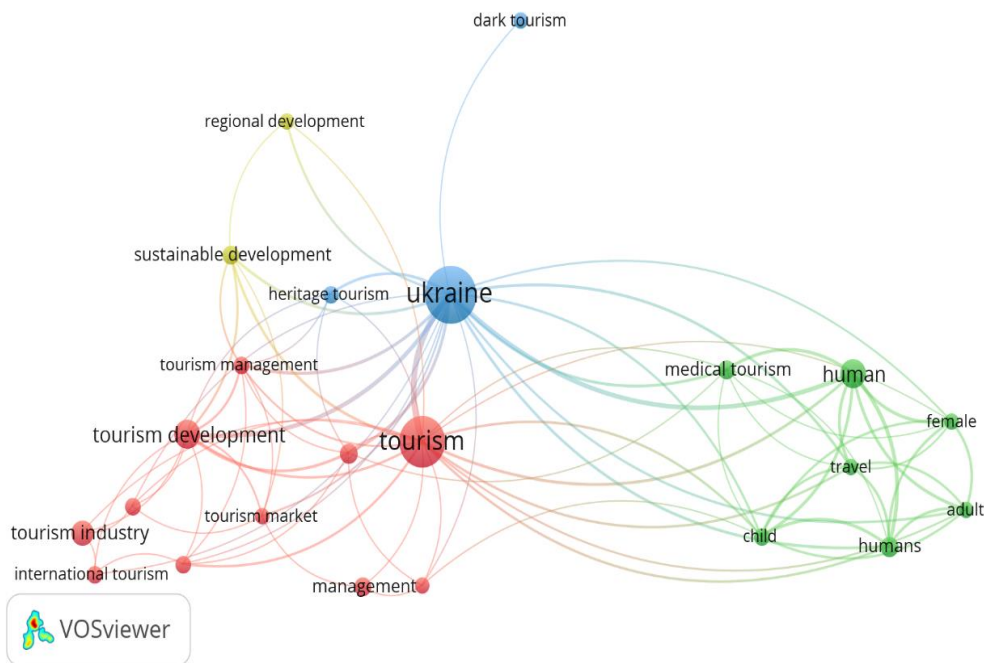 dark tourism
regional development
sustainable development
heritage tourism
ukraine
tourism management
medical tourism
human
female
tourism development
tourism
travel
adult
tourism market
tourism industry
child
humans
international tourism
management
VOSviewer